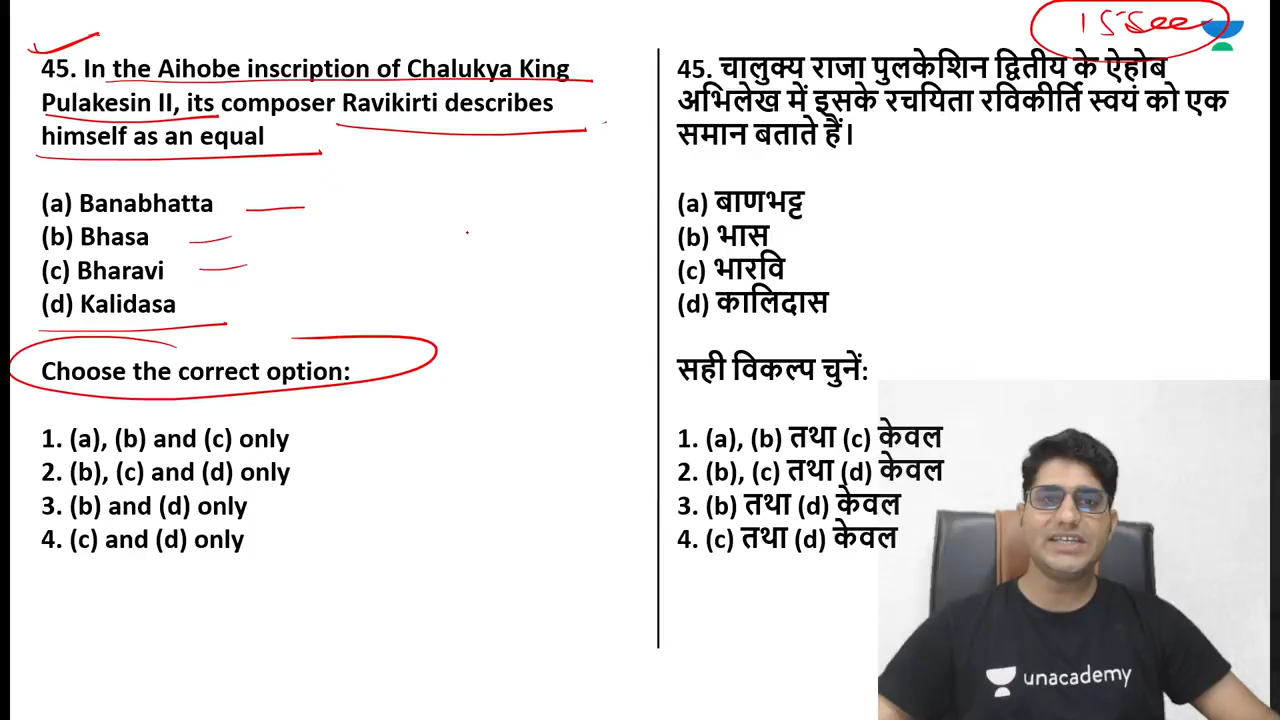 15 See
45. In the Aihobe inscription of Chalukya King
Pulakesin II, its composer Ravikirti describes
himself as an equal
(a) Banabhatta
(b) Bhasa
(c) Bharavi
(d) Kalidasa
Choose the correct option:
1. (a), (b) and (c) only
2. (b), (c) and (d) only
3. (b) and (d) only
4. (c) and (d) only
45. चालुक्य राजा पुलकेशिन द्वितीय के ऐहोब
अभिलेख में इसके रचयिता रविकीर्ति स्वयं को एक
समान बताते हैं।
(a) बाणभट्ट
(b) भास
(c) भारवि
(d) कालिदास
सही विकल्प चुनें:
1. (a), (b) तथा (c) केवल
2. (b), (c) तथा (d) केवल
3. (b) तथा (d) केवल
4. (c) तथा (d) केवल
unacademy